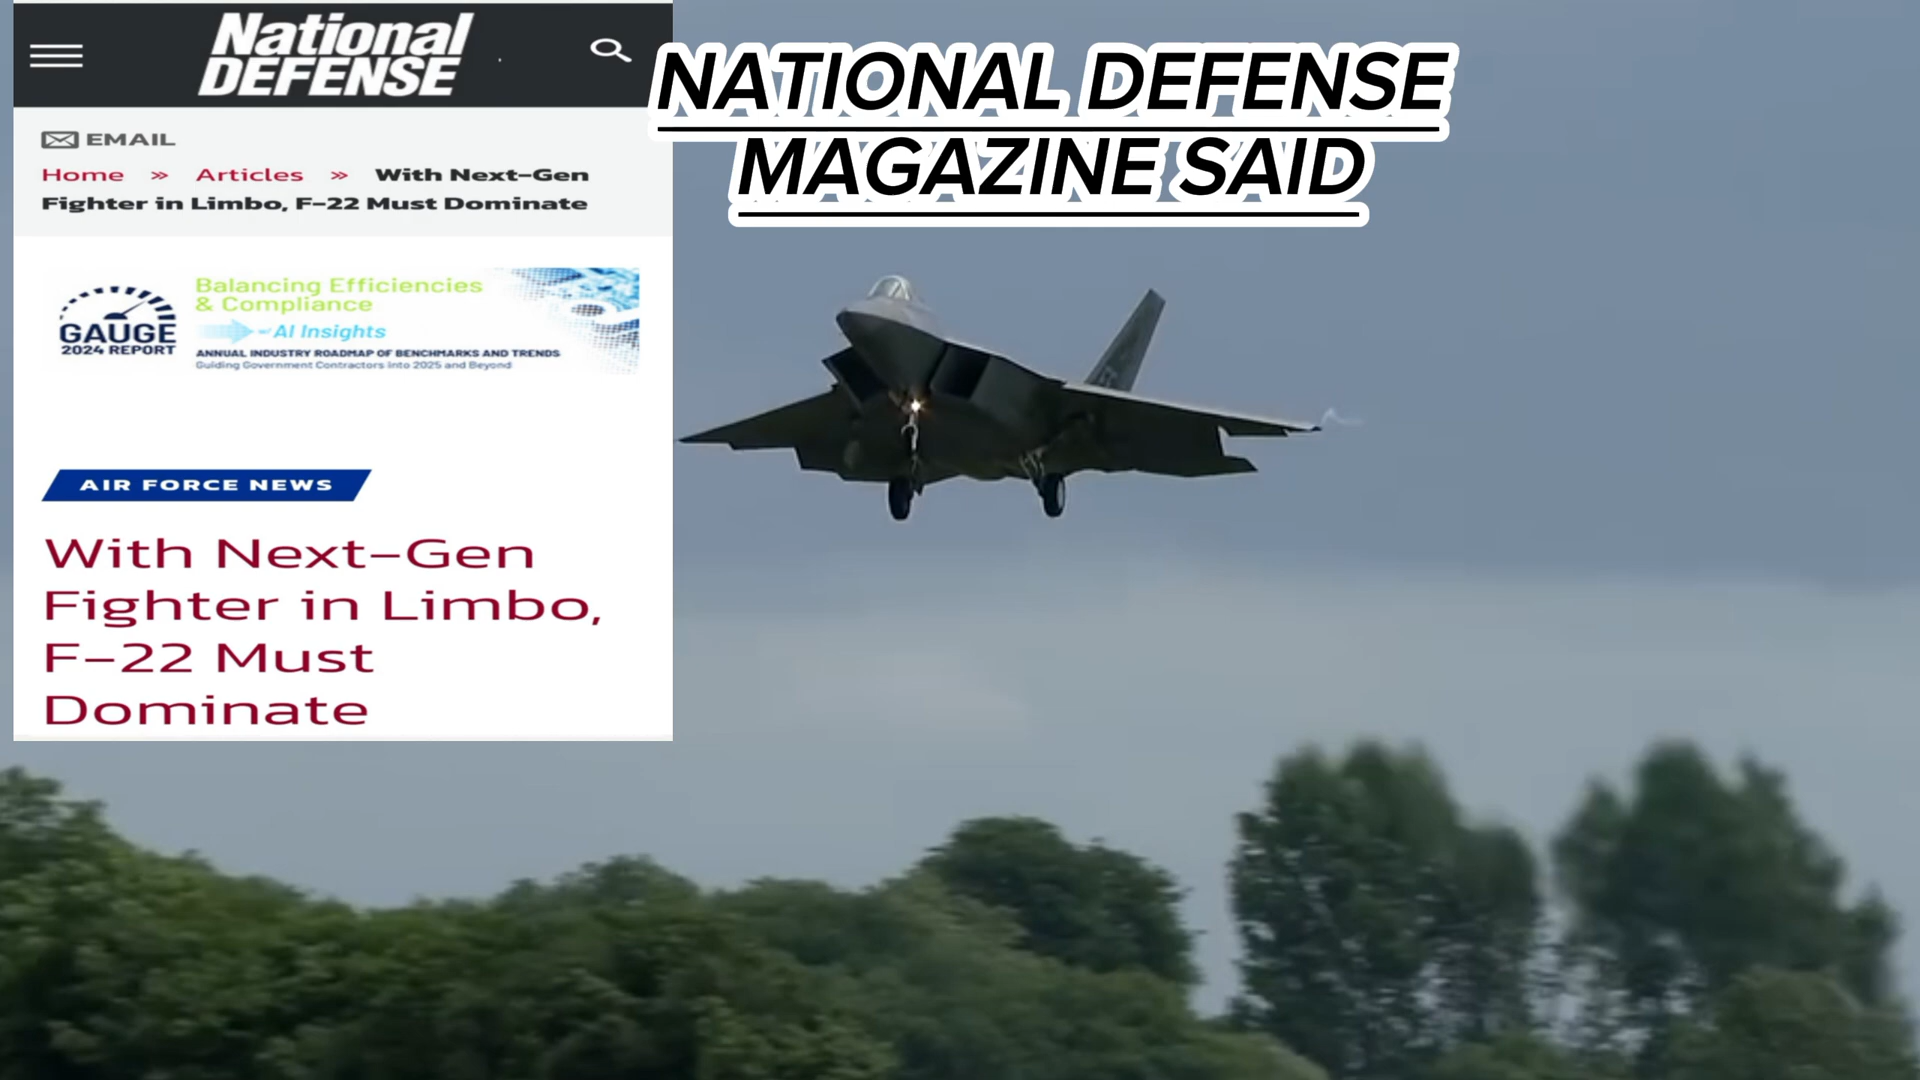 National
DEFENSE
NATIONAL DEFENSE
MAGAZINE SAID
EMAIL
Home » Articles » With Next-Gen
Fighter in Limbo, F-22 Must Dominate
GAUGE
2024 REPORT
Balancing Efficiencies
& Compliance
AI Insights
ANNUAL INDUSTRY ROADMAP OF BENCHMARKS AND TRENDS
Guiding Government Contractors into 2025 and Beyond
AIR FORCE NEWS
With Next-Gen
Fighter in Limbo,
F-22 Must
Dominate